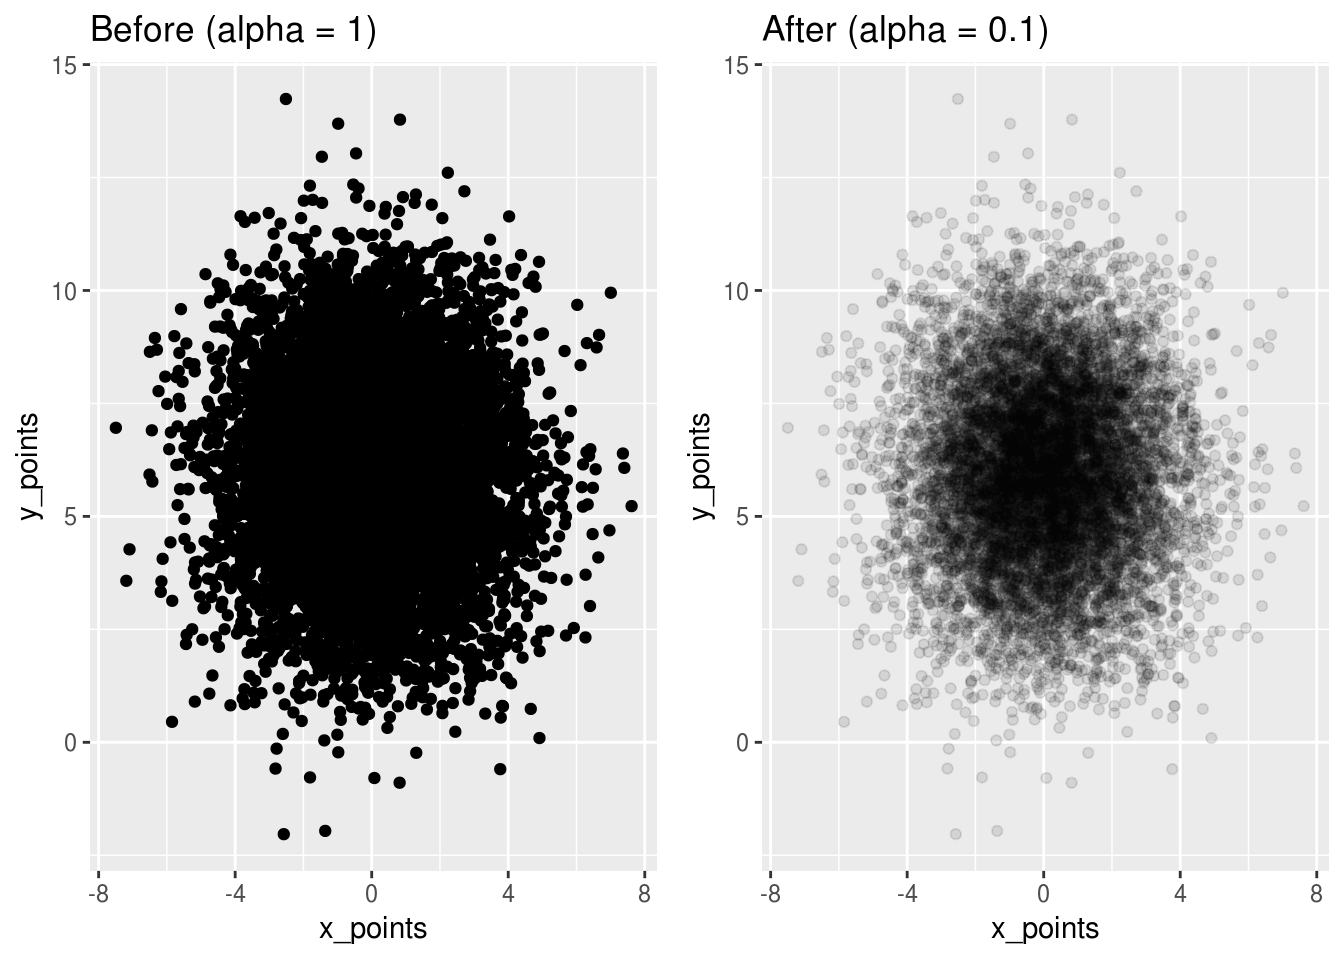 Before (alpha = 1)
15
10
5
0
y_points
-8 -4 0 4 8
x_points
After (alpha = 0.1)
15
10
5
0
y_points
-8 -4 0 4 8
x_points